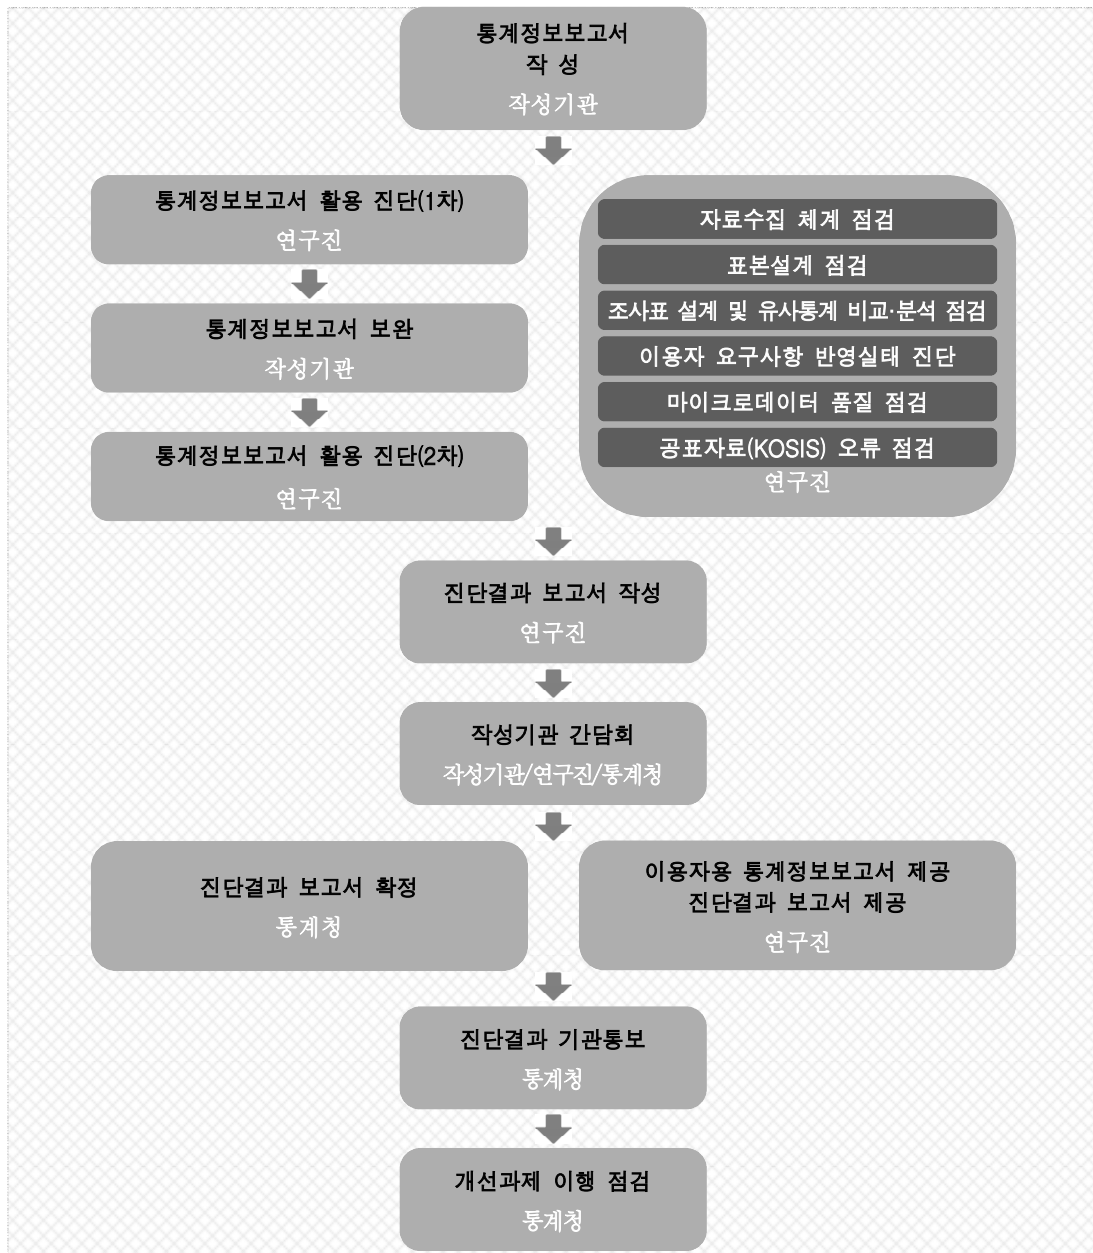 통계정보보고서
작 성
작성기관
통계정보보고서 활용 진단(1차)
연구진
통계정보보고서 보완
작성기관
통계정보보고서 활용 진단(2차)
연구진
자료수집 체계 점검
표본설계 점검
조사표 설계 및 유사통계 비교·분석 점검
이용자 요구사항 반영실태 진단
마이크로데이터 품질 점검
공표자료(KOSIS) 오류 점검
연구진
진단결과 보고서 작성
연구진
작성기관 간담회
작성기관/연구진/통계청
진단결과 보고서 확정
통계청
이용자용 통계정보보고서 제공
진단결과 보고서 제공
연구진
진단결과 기관통보
통계청
개선과제 이행 점검
통계청